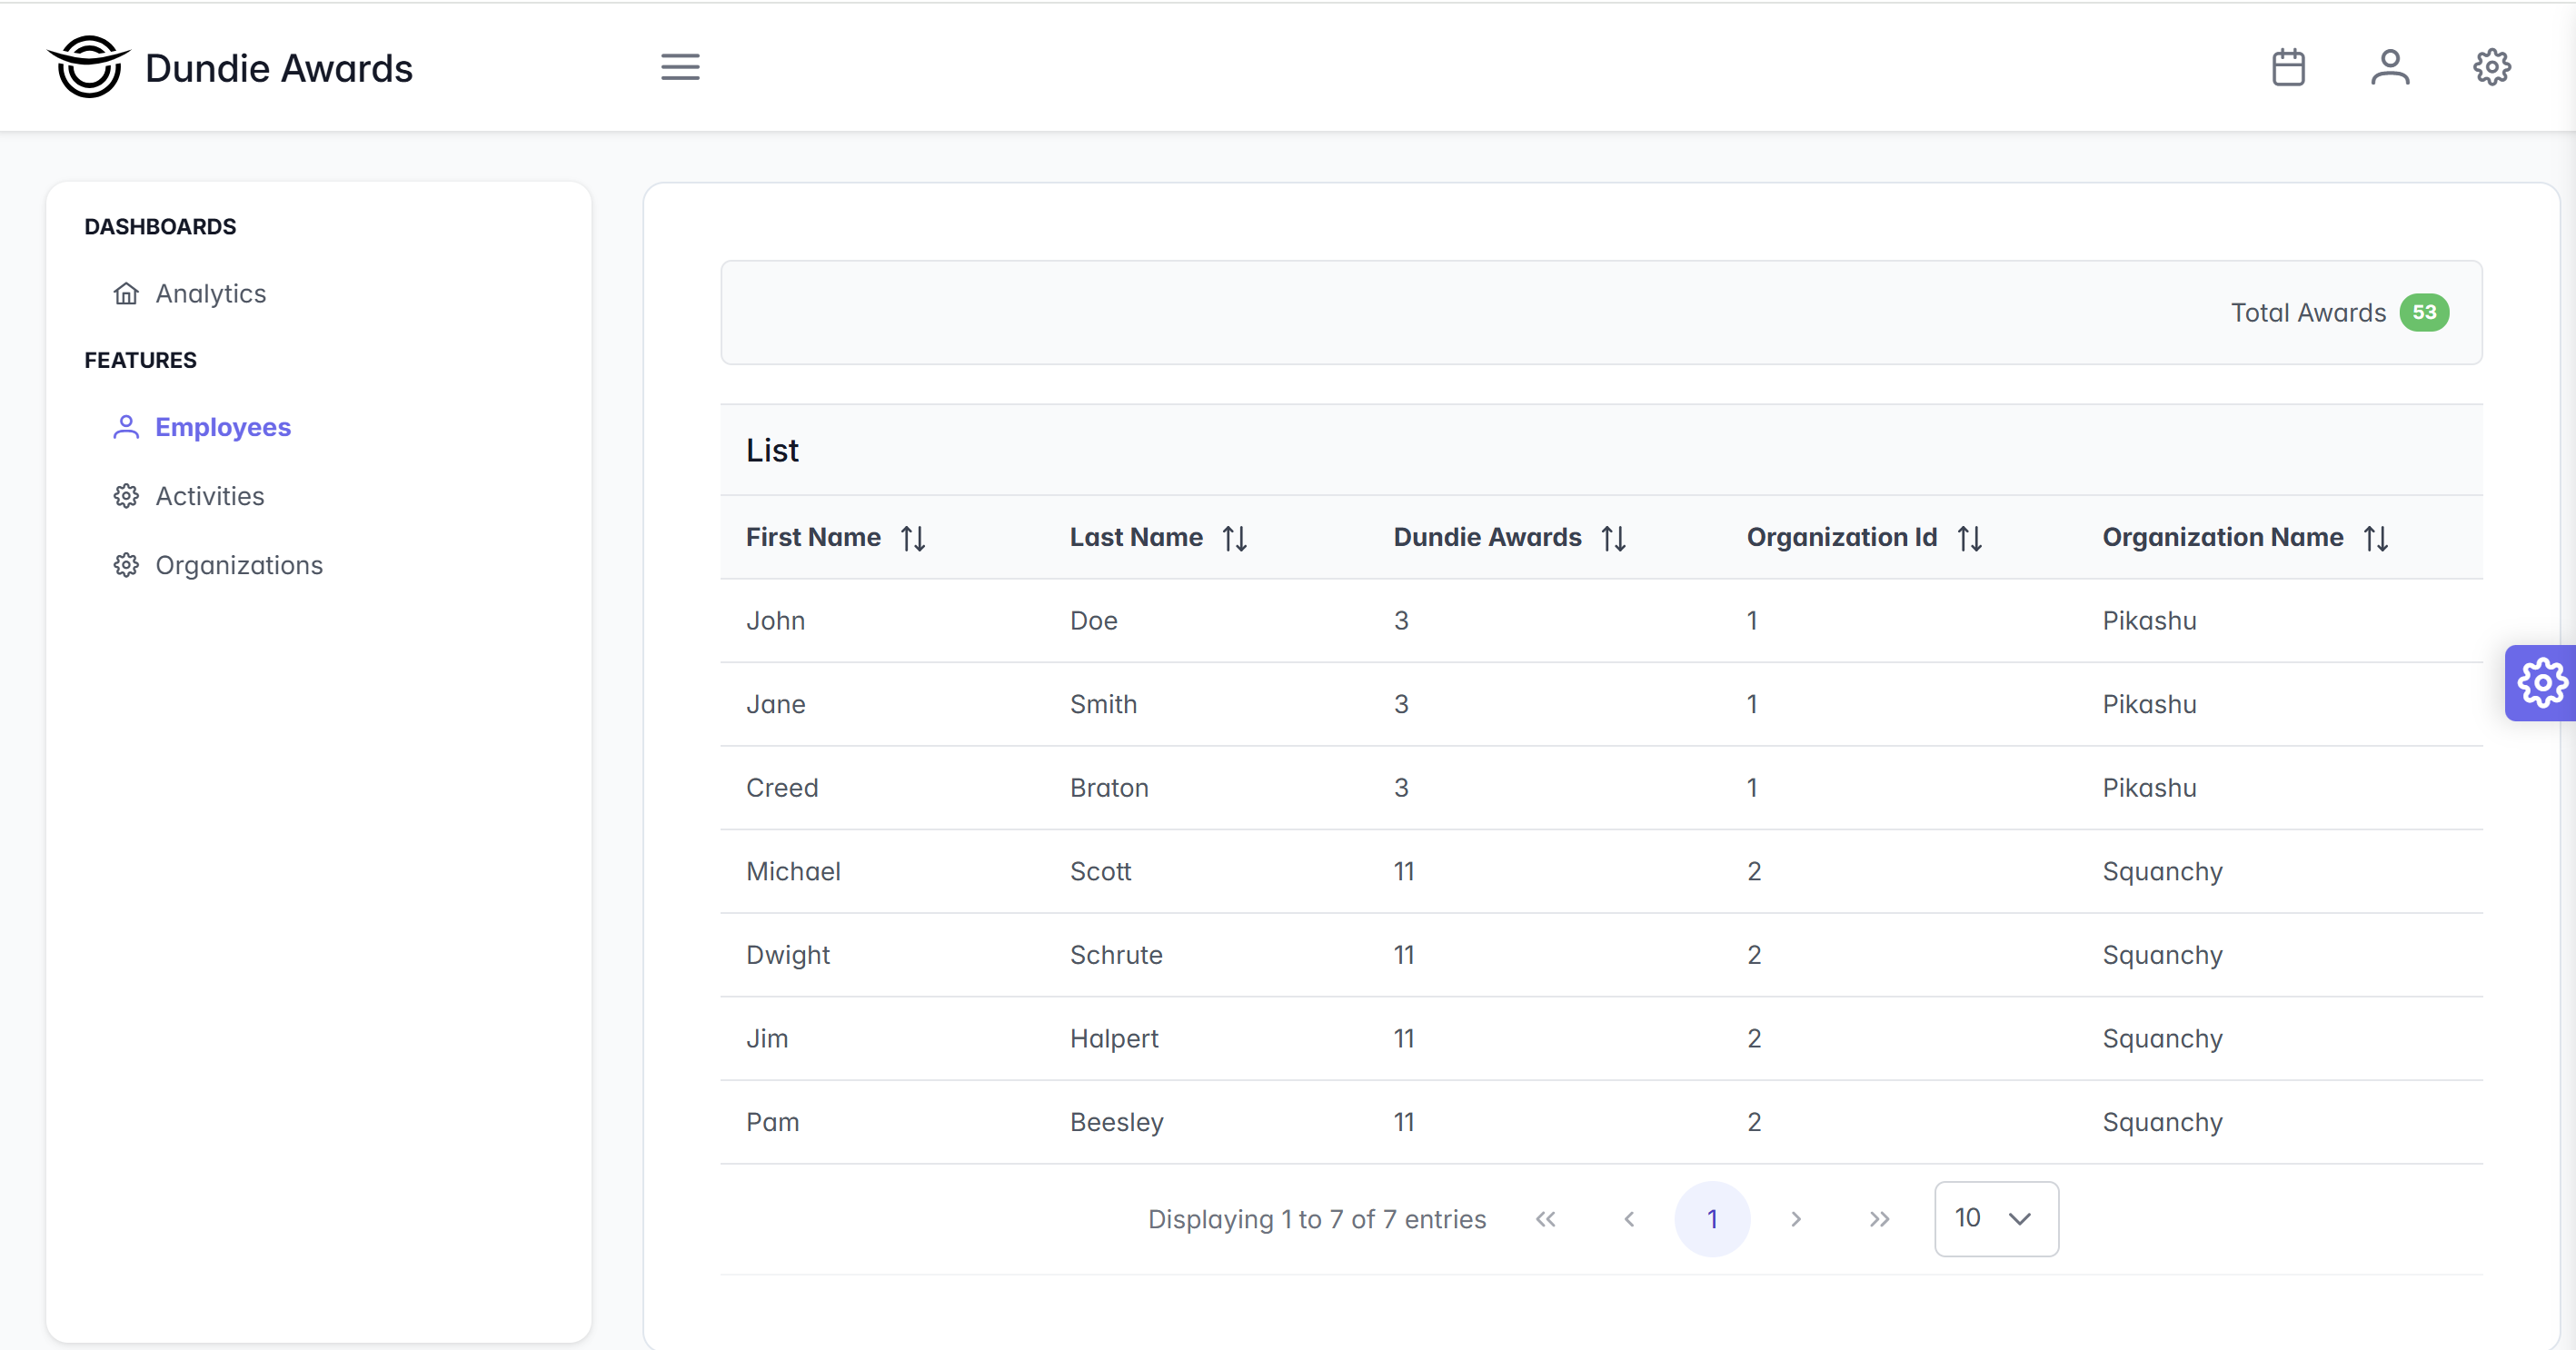 Dundie Awards
DASHBOARDS
Analytics
FEATURES
Employees
Activities
Organizations
Total Awards 53
List
First Name Last Name Dundie Awards Organization Id Organization Name
John Doe 3 1 Pikashu
Jane Smith 3 1 Pikashu
Creed Braton 3 1 Pikashu
Michael Scott 11 2 Squanchy
Dwight Schrute 11 2 Squanchy
Jim Halpert 11 2 Squanchy
Pam Beesley 11 2 Squanchy
Displaying 1 to 7 of 7 entries 1 10